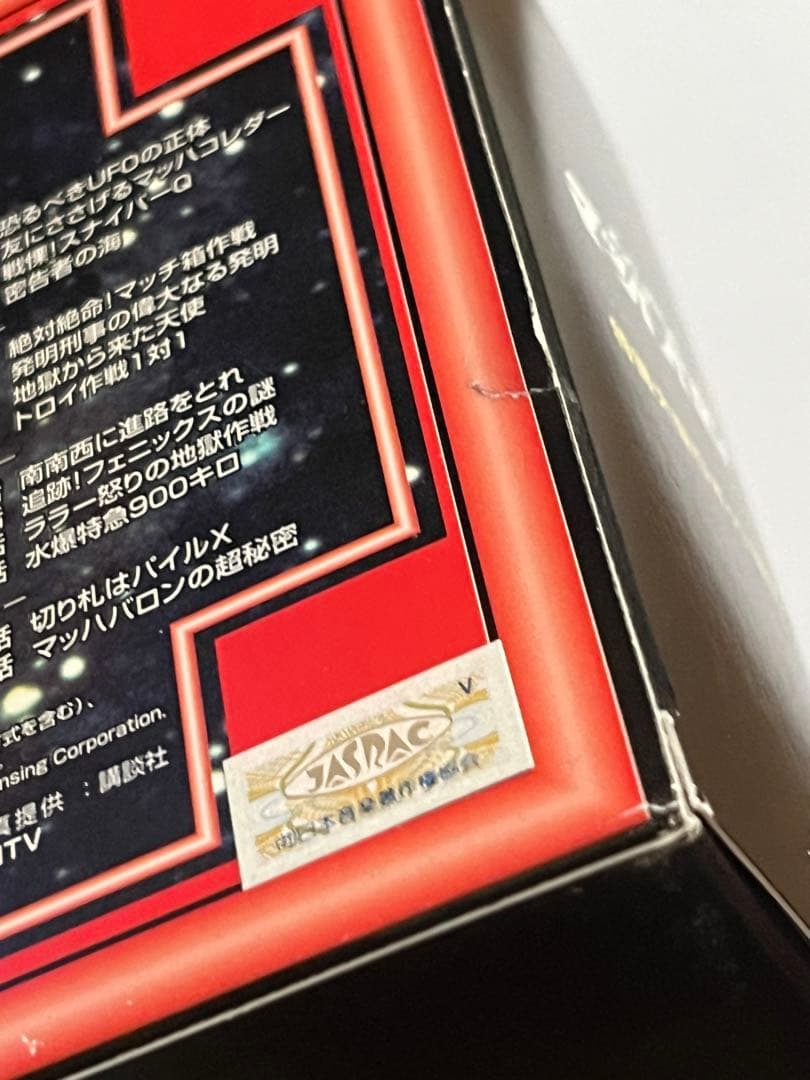 恐るべきUFOの正体
友にささげるマッハコレダー
戦慄!スナイパーQ
密告者の海
絶対絶命!マッチ箱作戦
発明刑事の偉大なる発明
地獄から来た天使
トロイ作戦1対1
南南西に進路をとれ
追跡!フェニックスの謎
話 ララー怒りの地獄作戦
話 水爆特急900キロ
話 切り札はパイルX
話 マッハバロンの超秘密
式を含む)、
nsing Corporation.
真提供 : 講談社
TV
V
JASRAC